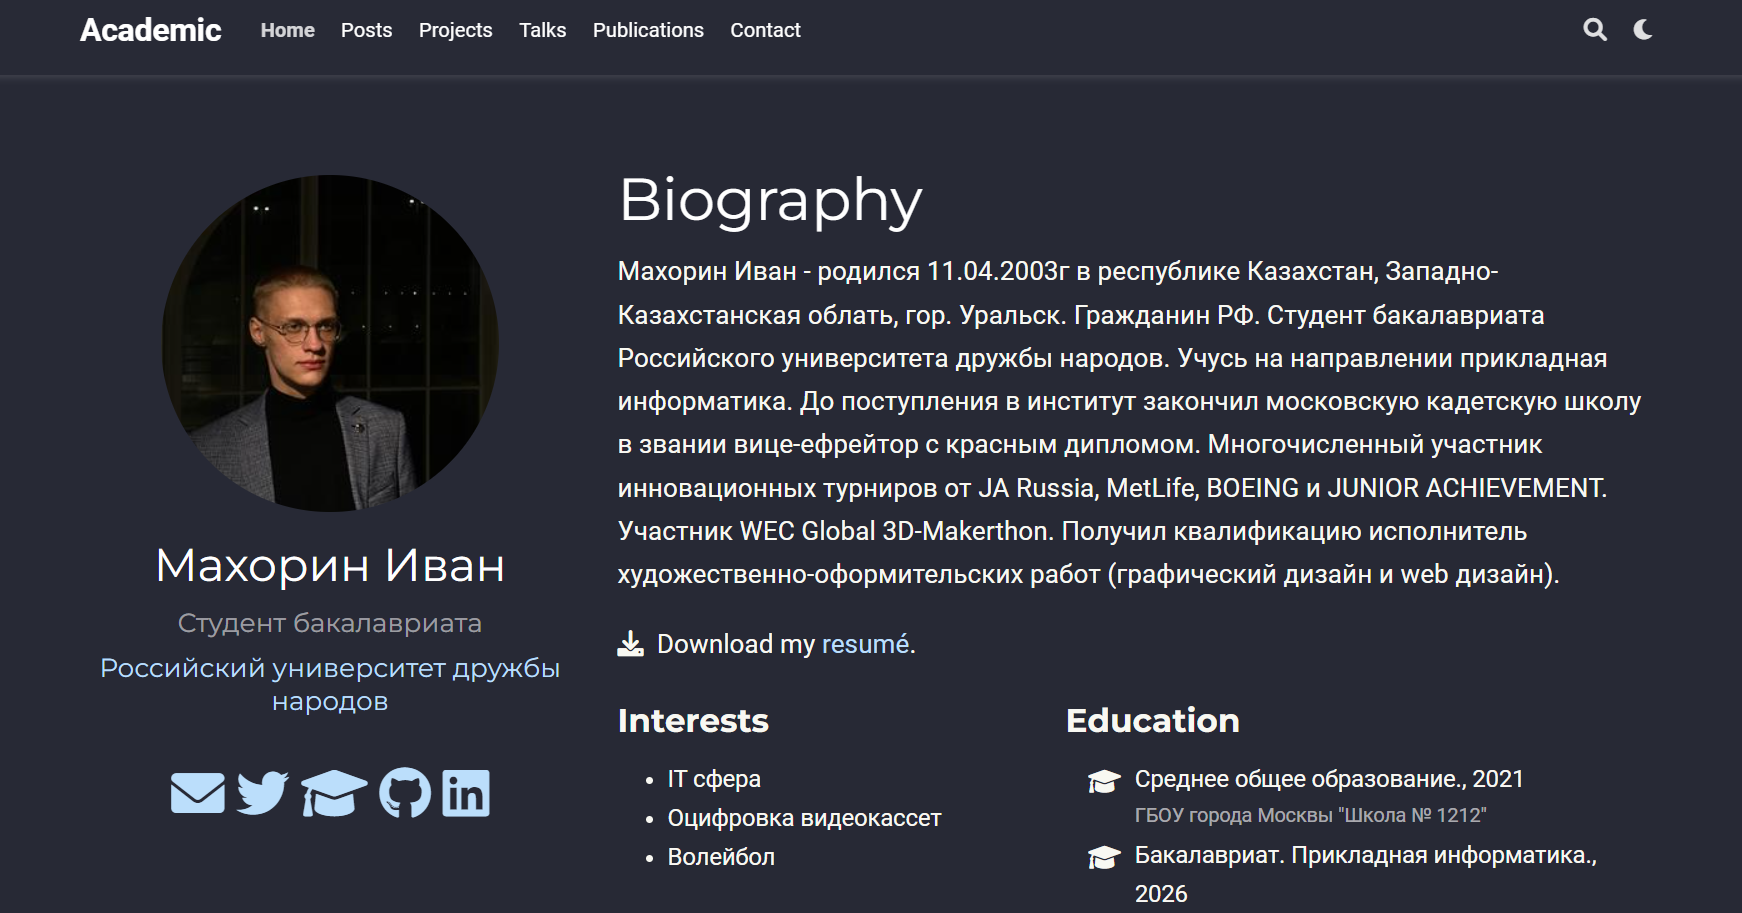 Academic Home Posts Projects Talks Publications Contact
Махорин Иван
Студент бакалавриата
Российский университет дружбы
народов
Biography
Махорин Иван - родился 11.04.2003г в республике Казахстан, Западно-
Казахстанская облать, гор. Уральск. Гражданин РФ. Студент бакалавриата
Российского университета дружбы народов. Учусь на направлении прикладная
информатика. До поступления в институт закончил московскую кадетскую школу
в звании вице-ефрейтор с красным дипломом. Многочисленный участник
инновационных турниров от JA Russia, MetLife, BOEING и JUNIOR ACHIEVEMENT.
Участник WEC Global 3D-Makerthon. Получил квалификацию исполнитель
художественно-оформительских работ (графический дизайн и web дизайн).
Download my resumé.
Interests
IT сфера
Оцифровка видеокассет
Волейбол
Education
Среднее общее образование., 2021
ГБОУ города Москвы "Школа № 1212"
Бакалавриат. Прикладная информатика.,
2026